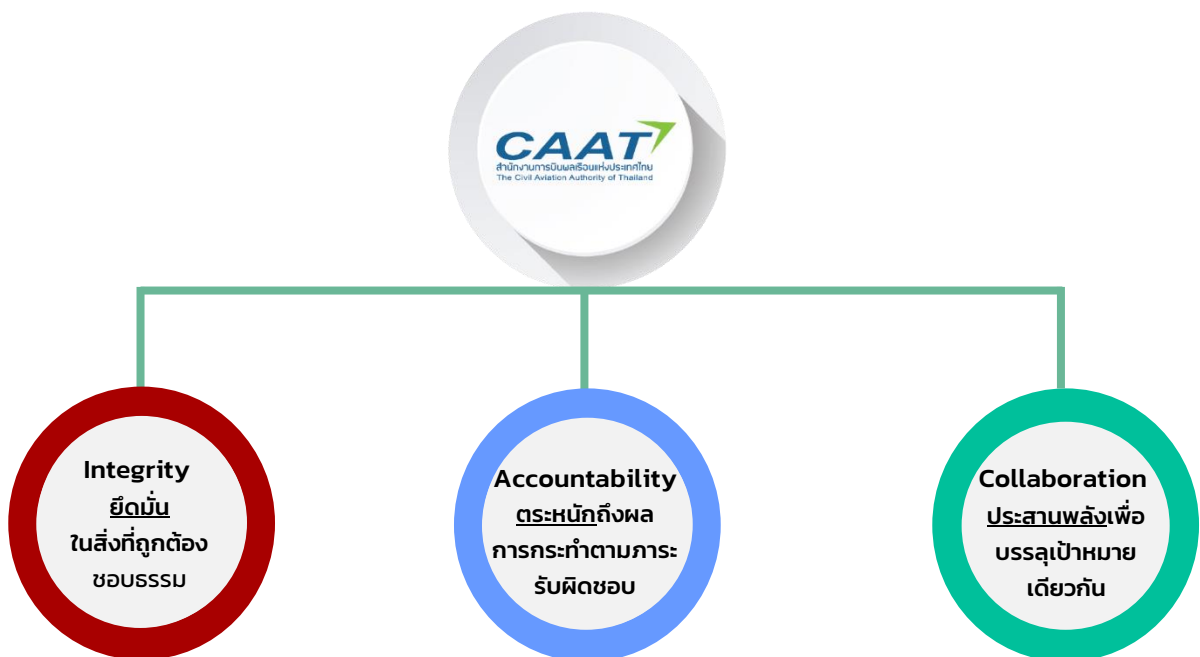 CAAT
สำนักงานการบินพลเรือนแห่งประเทศไทย
The Civil Aviation Authority of Thailand
Integrity
ยึดมั่น
ในสิ่งที่ถูกต้อง
ชอบธรรม
Accountability
ตระหนักถึงผล
การกระทำตามภาระ
รับผิดชอบ
Collaboration
ประสานพลังเพื่อ
บรรลุเป้าหมาย
เดียวกัน